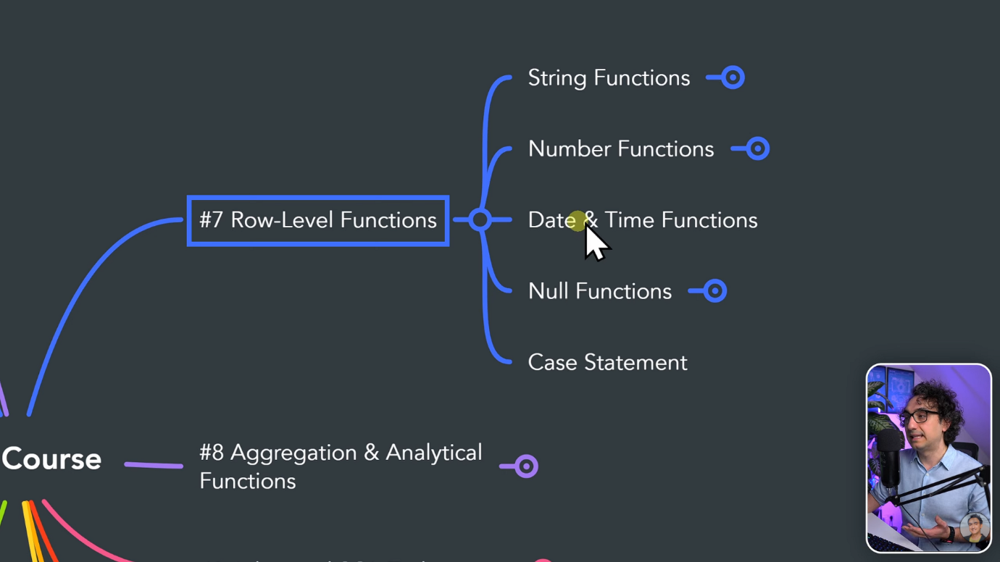 String Functions
Number Functions
#7 Row-Level Functions
Date & Time Functions
Null Functions
Case Statement
Course
#8 Aggregation & Analytical
Functions